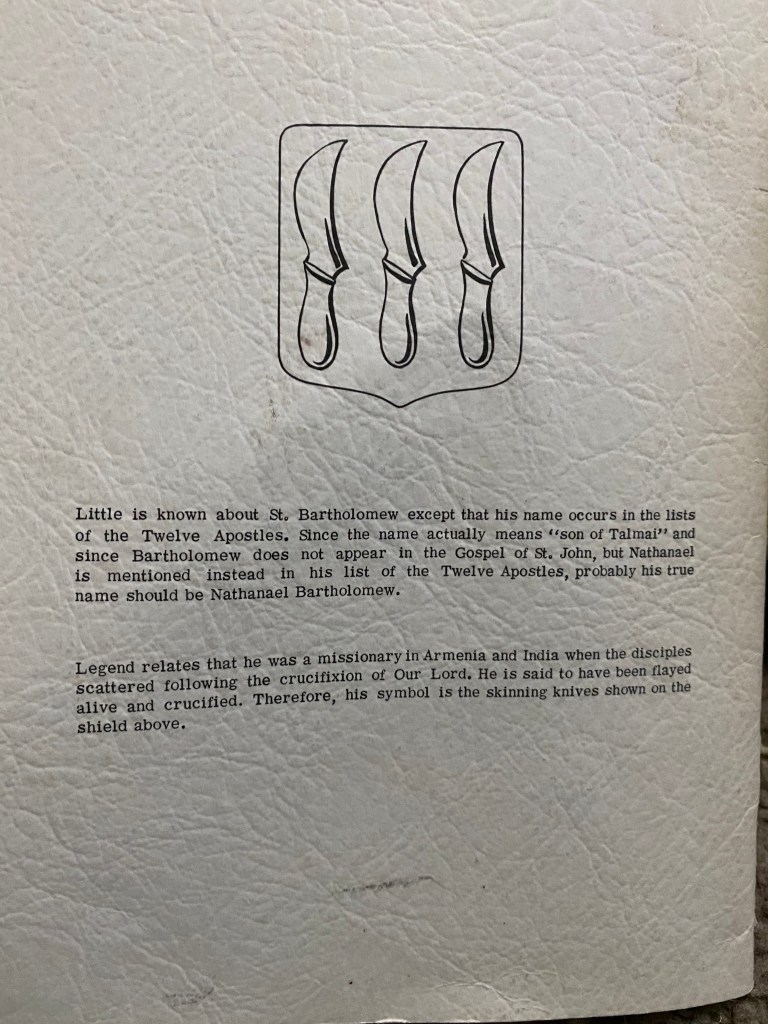 Little is known about St. Bartholomew except that his name occurs in the lists
of the Twelve Apostles. Since the name actually means "son of Talmai" and
since Bartholomew does not appear in the Gospel of St. John, but Nathanael
is mentioned instead in his list of the Twelve Apostles, probably his true
name should be Nathanael Bartholomew.
Legend relates that he was a missionary in Armenia and India when the disciples
scattered following the crucifixion of Our Lord. He is said to have been flayed
alive and crucified. Therefore, his symbol is the skinning knives shown on the
shield above.